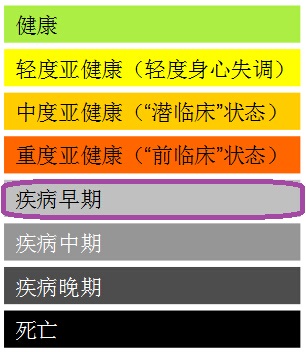 健康
轻度亚健康（轻度身心失调）
中度亚健康（“潜临床”状态）
重度亚健康（“前临床”状态）
疾病早期
疾病中期
疾病晚期
死亡